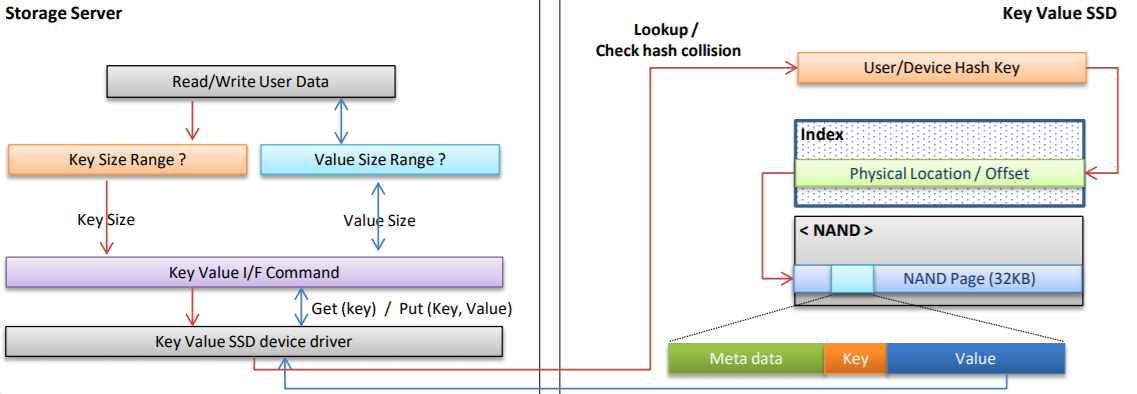 Storage Server
Key Value SSD
Lookup /
Check hash collision
Read/Write User Data
User/Device Hash Key
Index
Key Size Range ?
Value Size Range ?
Physical Location / Offset
Key Size
Value Size
< NAND >
Key Value I/F Command
NAND Page (32KB)
Get (key) / Put (Key, Value)
Key Value SSD device driver
Meta data
Key
Value